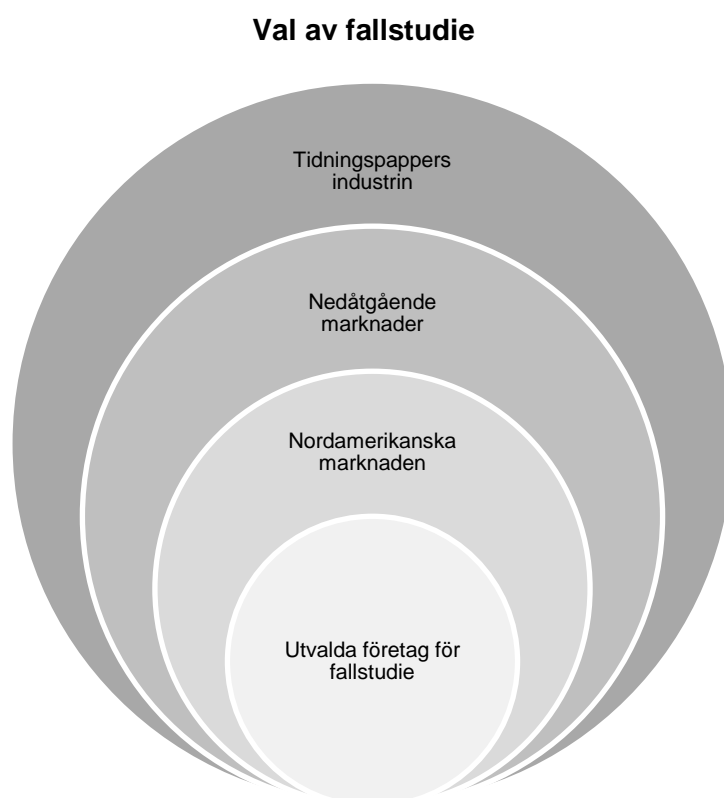 Val av fallstudie
Tidningspappers
industrin
Nedåtgående
marknader
Nordamerikanska
marknaden
Utvalda företag för
fallstudie